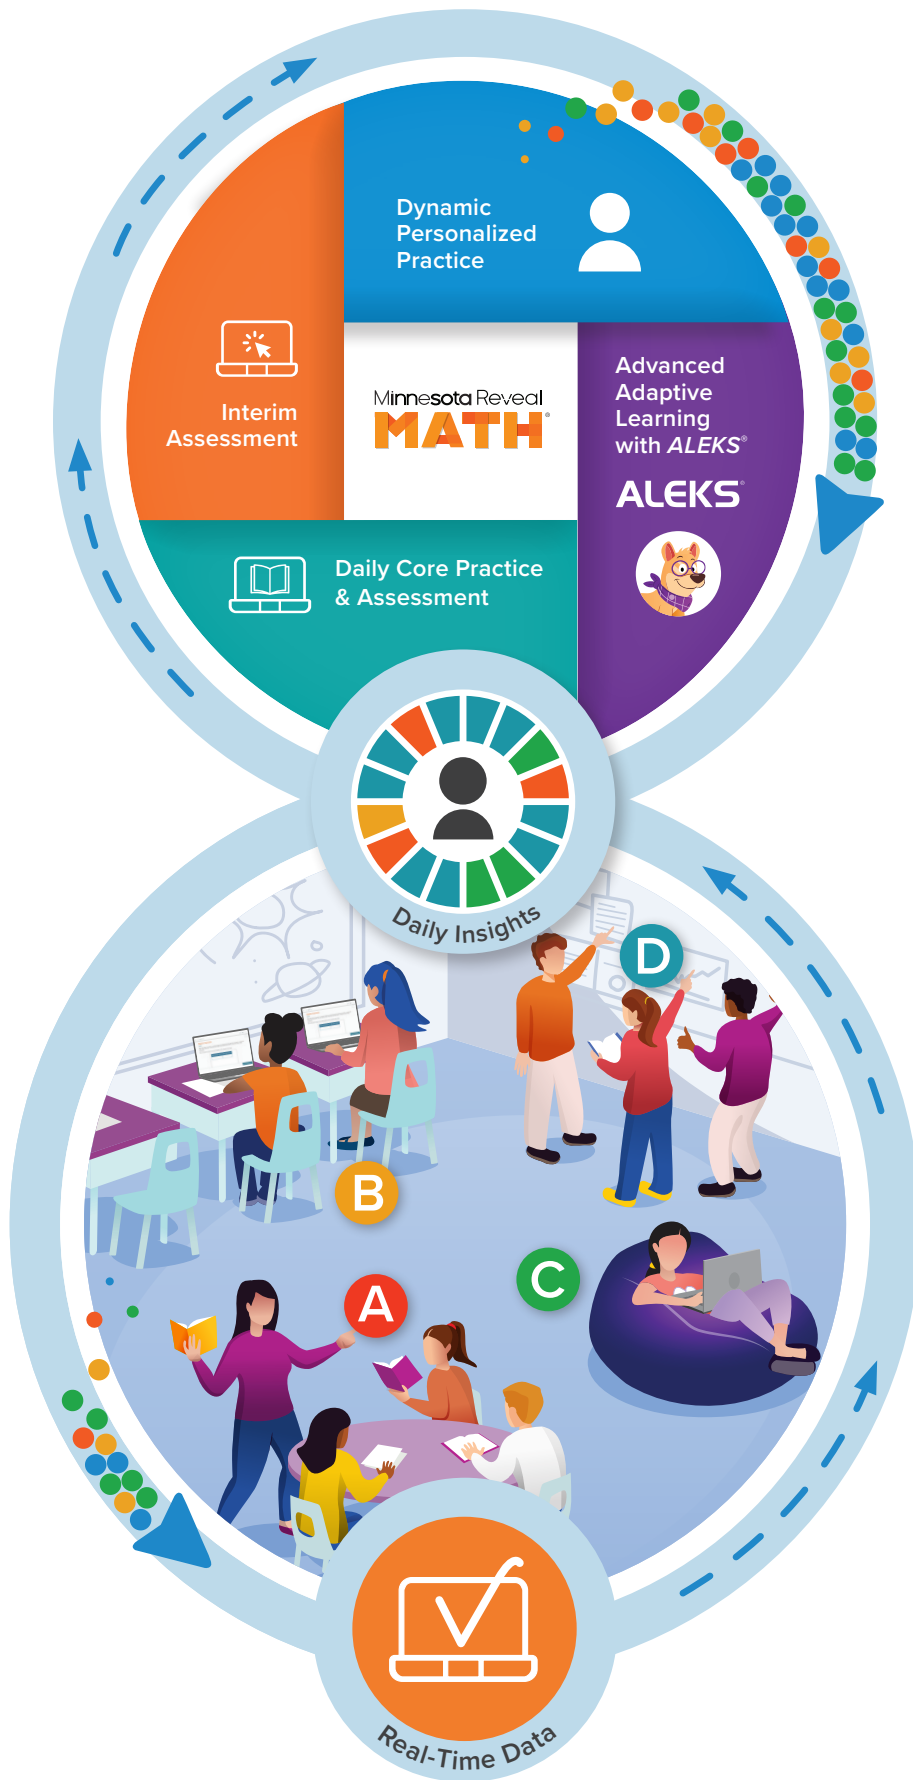 Dynamic
Personalized
Practice
Interim
Assessment
Minnesota Reveal
MATH®
Advanced
Adaptive
Learning
with ALEKS®
ALEKS®
Daily Core Practice
& Assessment
Daily Insights
D
B
C
A
Real-Time Data